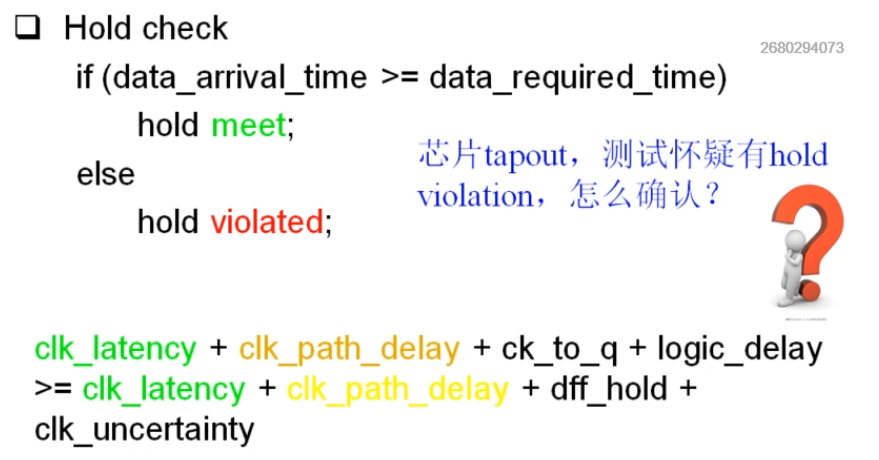 ❑ Hold check
2680294073
if (data_arrival_time >= data_required_time)
hold meet;
芯片tapout，测试怀疑有hold
else
violation，怎么确认？
hold violated;
clk_latency + clk_path_delay + ck_to_q + logic_delay
>= clk_latency + clk_path_delay + dff_hold +
clk_uncertainty